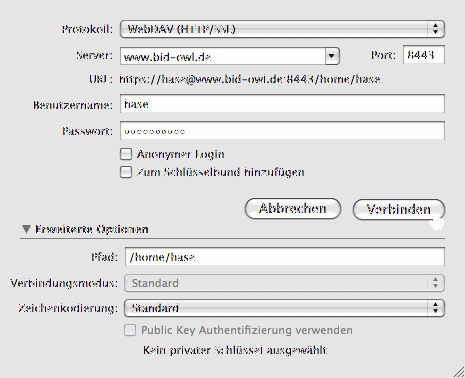 Protokoll: WebDAV (HTTP/SSL)
Server: www.bid-owl.de Port: 8443
URL: https://hase@www.bid-owl.de:8443/home/hase
Benutzername: hase
Passwort:
Anonymer Login
Zum Schlüsselbund hinzufügen
Abbrechen Verbinden
Erweiterte Optionen
Pfad: /home/hase
Verbindungsmodus: Standard
Zeichenkodierung: Standard
Public Key Authentifizierung verwenden
Kein privater Schlüssel ausgewählt